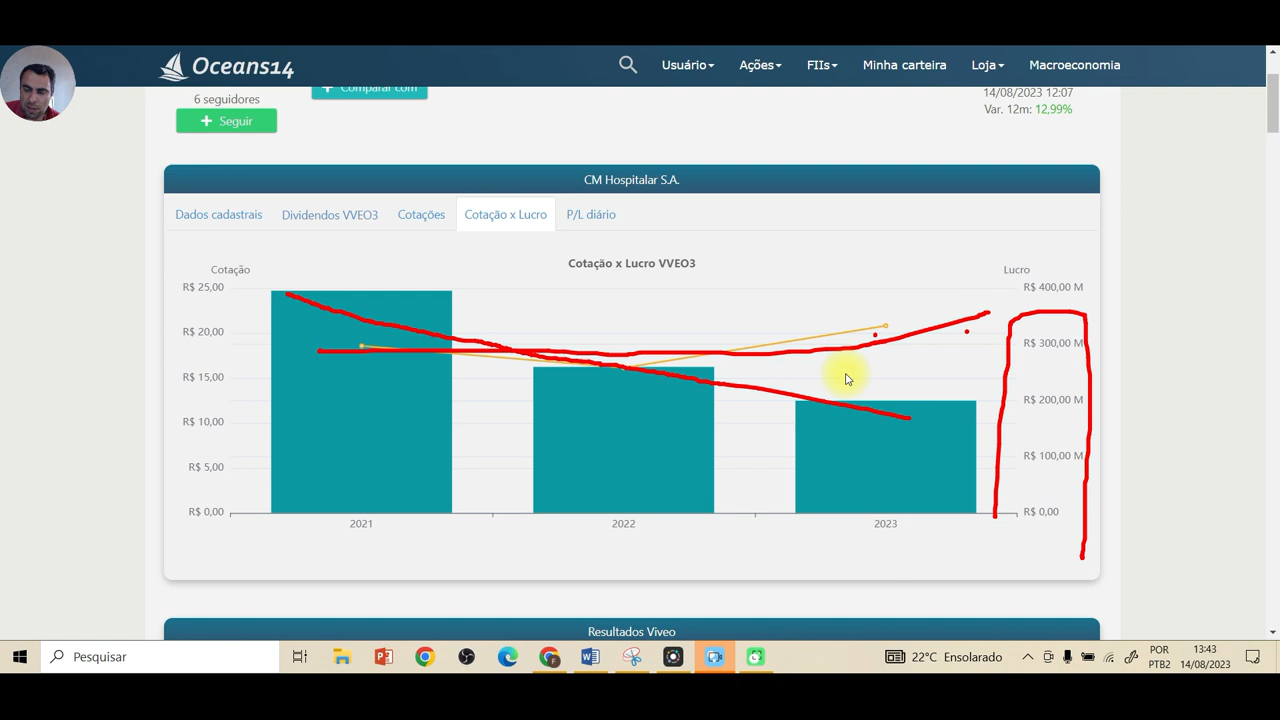 Oceans14
Usuário
Ações
FIIs
Minha carteira
Loja
Macroeconomia
6 seguidores
Comparar com
Seguir
14/08/2023 12:07
Var. 12m: 12,99%
CM Hospitalar S.A.
Dados cadastrais
Dividendos VVEO3
Cotações
Cotação x Lucro
P/L diário
Cotação x Lucro VVEO3
Cotação
Lucro
R$ 25,00
R$ 20,00
R$ 15,00
R$ 10,00
R$ 5,00
R$ 0,00
R$ 400,00 M
R$ 300,00 M
R$ 200,00 M
R$ 100,00 M
R$ 0,00
2021
2022
2023
Resultados Viveo
Pesquisar
22°C Ensolarado
POR
PTB2
13:43
14/08/2023